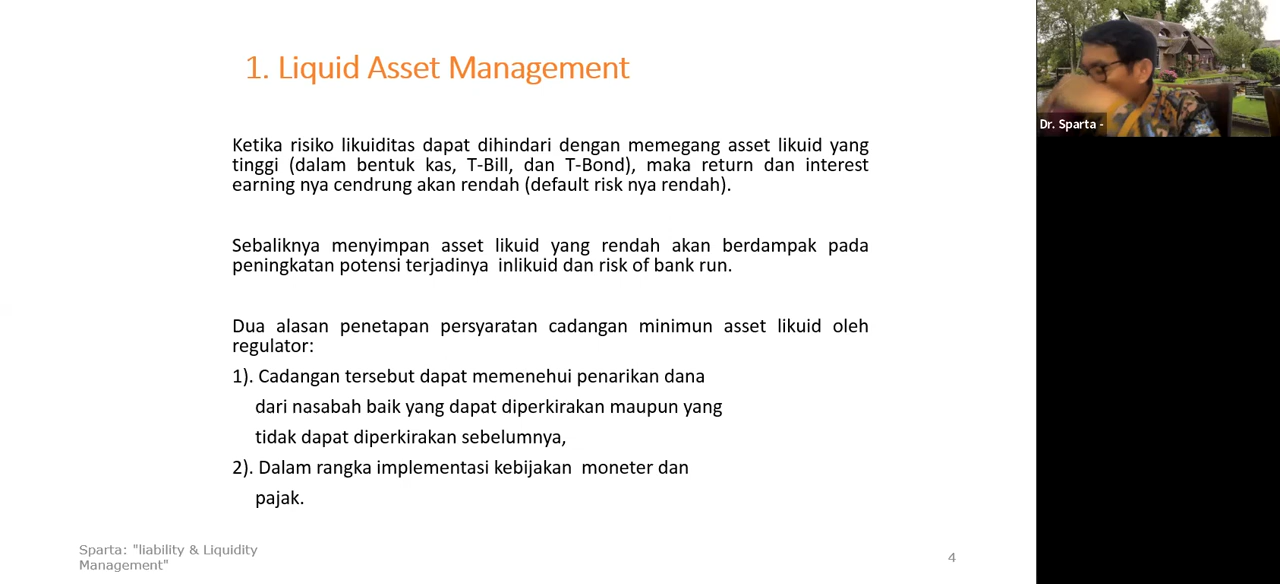 1. Liquid Asset Management
Ketika risiko likuiditas dapat dihindari dengan memegang asset likuid yang
tinggi (dalam bentuk kas, T-Bill, dan T-Bond), maka return dan interest
earning nya cendrung akan rendah (default risk nya rendah).
Sebaliknya menyimpan asset likuid yang rendah akan berdampak pada
peningkatan potensi terjadinya inlikuid dan risk of bank run.
Dua alasan penetapan persyaratan cadangan minimun asset likuid oleh
regulator:
1). Cadangan tersebut dapat memenehui penarikan dana
dari nasabah baik yang dapat diperkirakan maupun yang
tidak dapat diperkirakan sebelumnya,
2). Dalam rangka implementasi kebijakan moneter dan
pajak.
Sparta: "liability & Liquidity
Management"
4
Dr. Sparta -